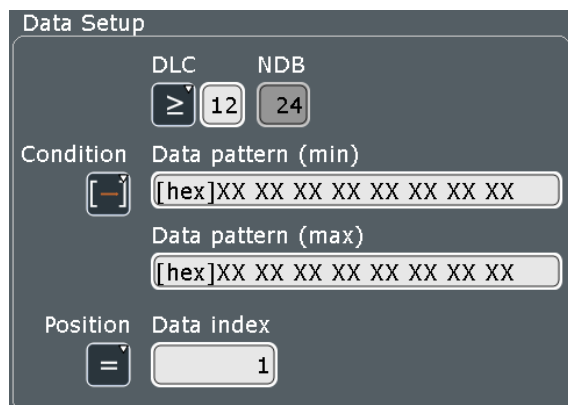 Data Setup
DLC NDB
≥ 12 24
Condition Data pattern (min)
[–] [hex]XX XX XX XX XX XX XX XX
Data pattern (max)
[hex]XX XX XX XX XX XX XX XX
Position Data index
= 1